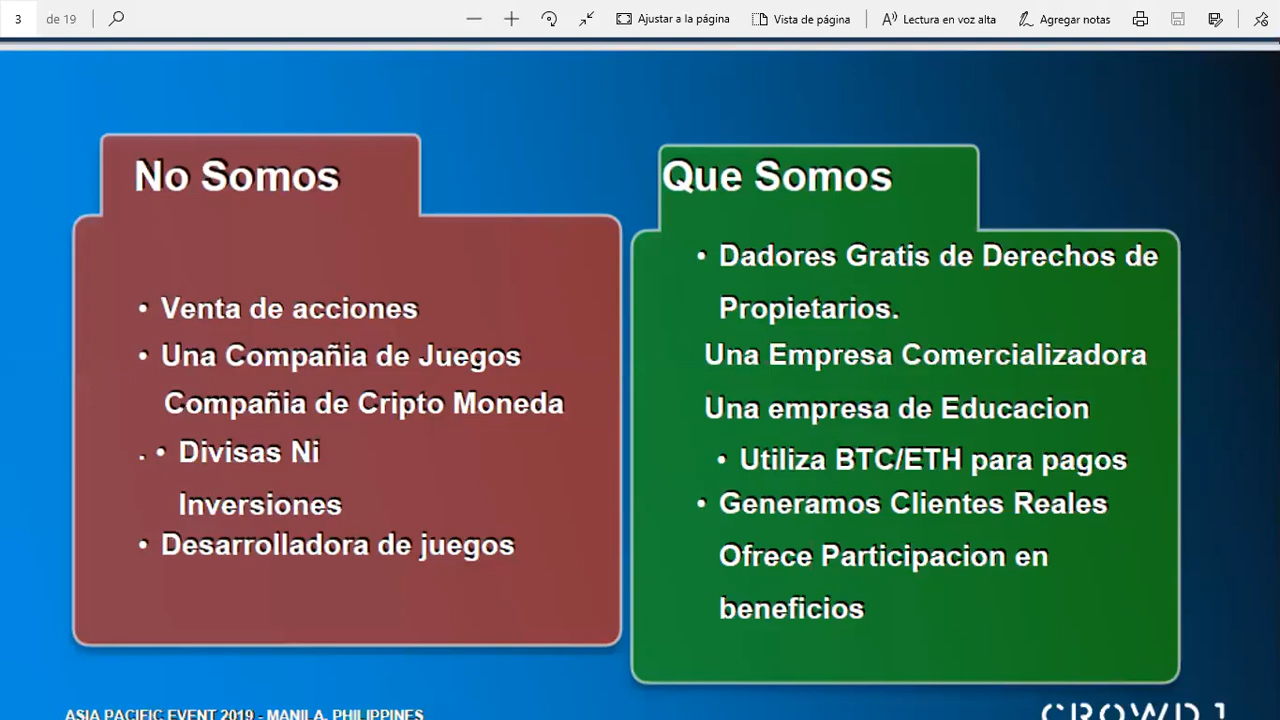 3 de 19 Ajustar a la página Vista de página Lectura en voz alta Agregar notas
No Somos
• Venta de acciones
• Una Compañia de Juegos
Compañia de Cripto Moneda
. • Divisas Ni
Inversiones
• Desarrolladora de juegos
Que Somos
• Dadores Gratis de Derechos de
Propietarios.
Una Empresa Comercializadora
Una empresa de Educacion
• Utiliza BTC/ETH para pagos
• Generamos Clientes Reales
Ofrece Participacion en
beneficios
ASIA PACIFIC EVENT 2019 - MANILA, PHILIPPINES
CROWD 1